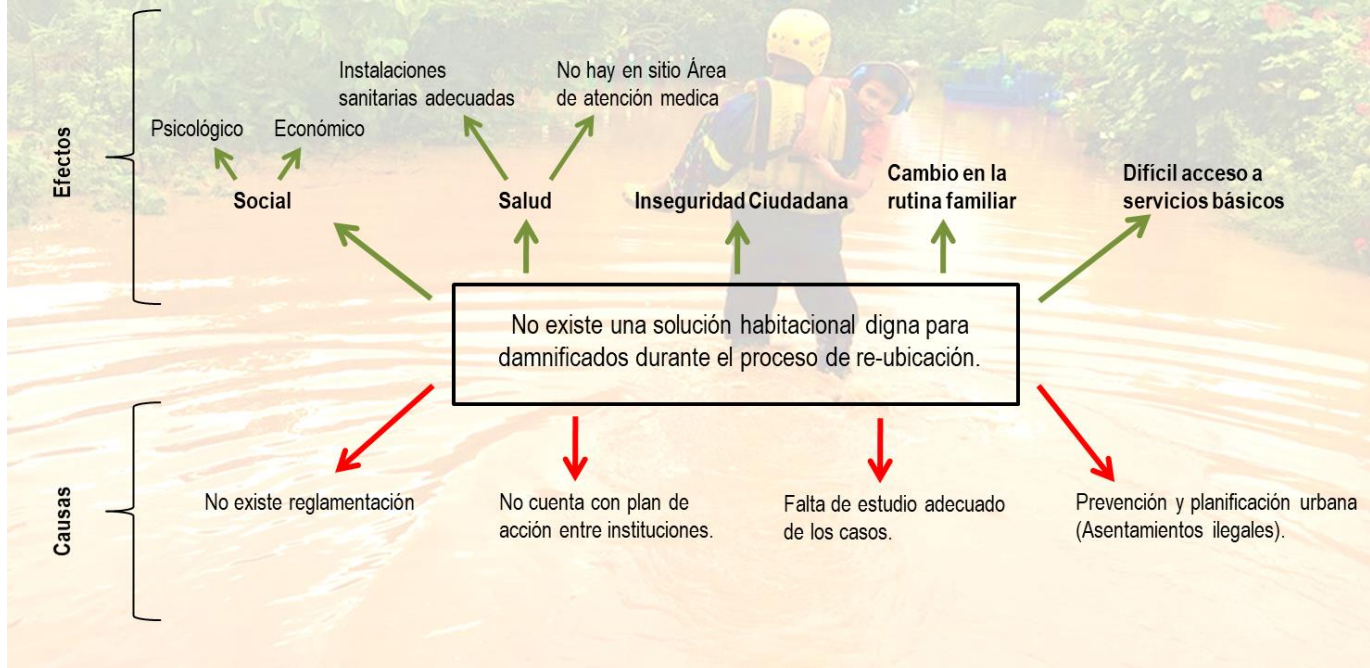 Efectos
Instalaciones
sanitarias adecuadas
No hay en sitio Área
de atención medica
Psicológico
Económico
Social
Salud
Inseguridad Ciudadana
Cambio en la
rutina familiar
Difícil acceso a
servicios básicos
No existe una solución habitacional digna para
damnificados durante el proceso de re-ubicación.
Causas
No existe reglamentación
No cuenta con plan de
acción entre instituciones.
Falta de estudio adecuado
de los casos.
Prevención y planificación urbana
(Asentamientos ilegales).